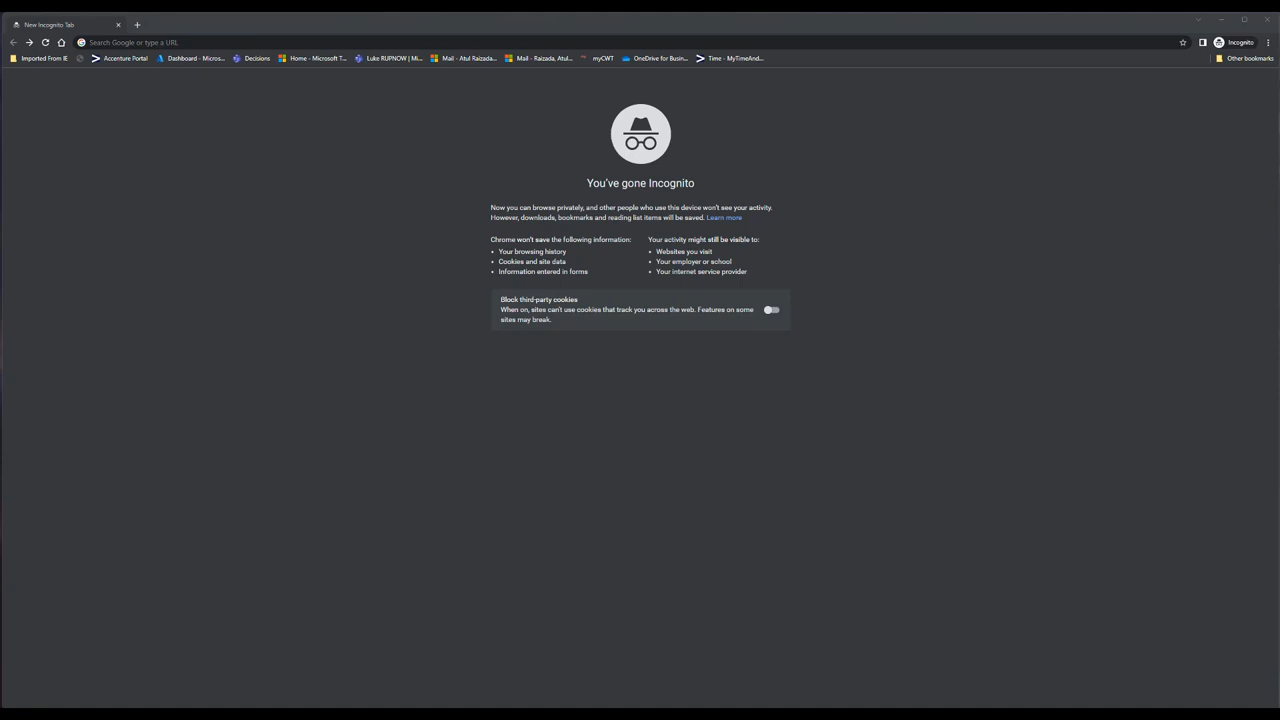 New Incognito Tab
Search Google or type a URL
Incognito
Imported From IE
Accenture Portal
Dashboard - Micros...
Decisions
Home - Microsoft T...
Luke RUPNOW | Mi...
Mail - Atul Raizada...
Mail - Raizada, Atul...
myCWT
OneDrive for Busin...
Time - MyTimeAnd...
Other bookmarks
You've gone Incognito
Now you can browse privately, and other people who use this device won't see your activity.
However, downloads, bookmarks and reading list items will be saved. Learn more
Chrome won't save the following information:
• Your browsing history
• Cookies and site data
• Information entered in forms
Your activity might still be visible to:
• Websites you visit
• Your employer or school
• Your internet service provider
Block third-party cookies
When on, sites can't use cookies that track you across the web. Features on some
sites may break.